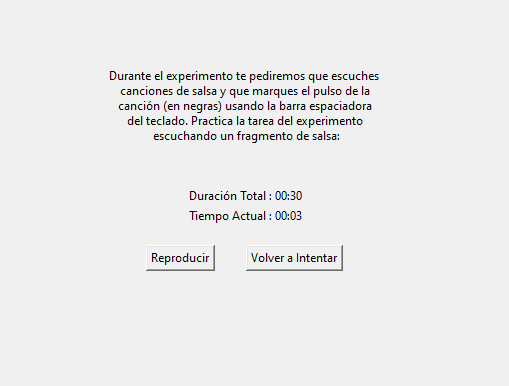 Durante el experimento te pediremos que escuches
canciones de salsa y que marques el pulso de la
canción (en negras) usando la barra espaciadora
del teclado. Practica la tarea del experimento
escuchando un fragmento de salsa:
Duración Total : 00:30
Tiempo Actual : 00:03
Reproducir Volver a Intentar